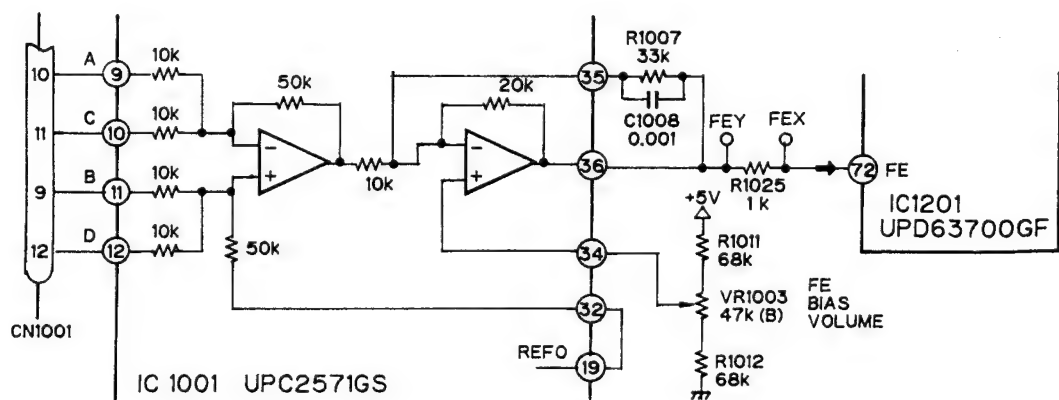 R1007
33k
C1008
0.001
10 A 9 10k
11 C 10 10k
9 B 11 10k
12 D 12 10k
50k
−
+
50k
10k
20k
−
+
35
36
34
32
19
REFO
FEY
FEX
R1025
1k
72 FE
IC1201
UPD63700GF
+5V
R1011
68k
VR1003
47k (B)
FE
BIAS
VOLUME
R1012
68k
CN1001
IC 1001 UPC2571GS